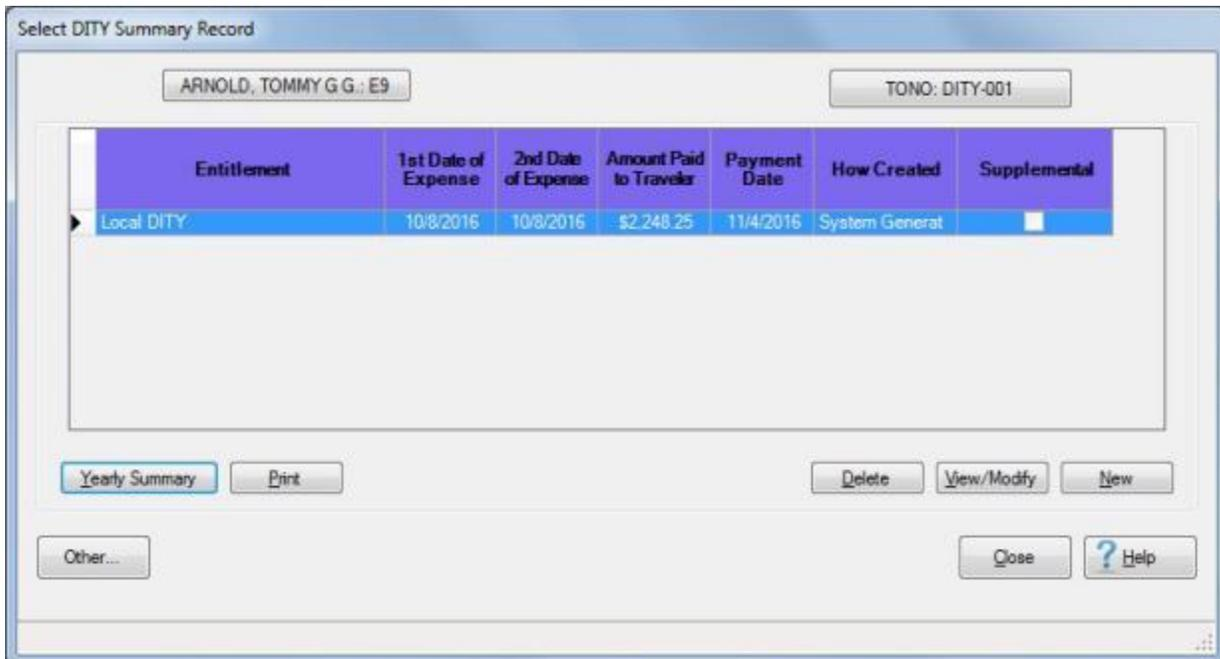 Select DITY Summary Record
ARNOLD, TOMMY G G.: E9
TONO: DITY-001
Entitlement
1st Date of
Expense
2nd Date
of Expense
Amount Paid
to Traveler
Payment
Date
How Created
Supplemental
Local DITY 10/8/2016 10/8/2016 $2,248.25 11/4/2016 System Generat
Yearly Summary Print Delete View/Modify New
Other... Close ? Help